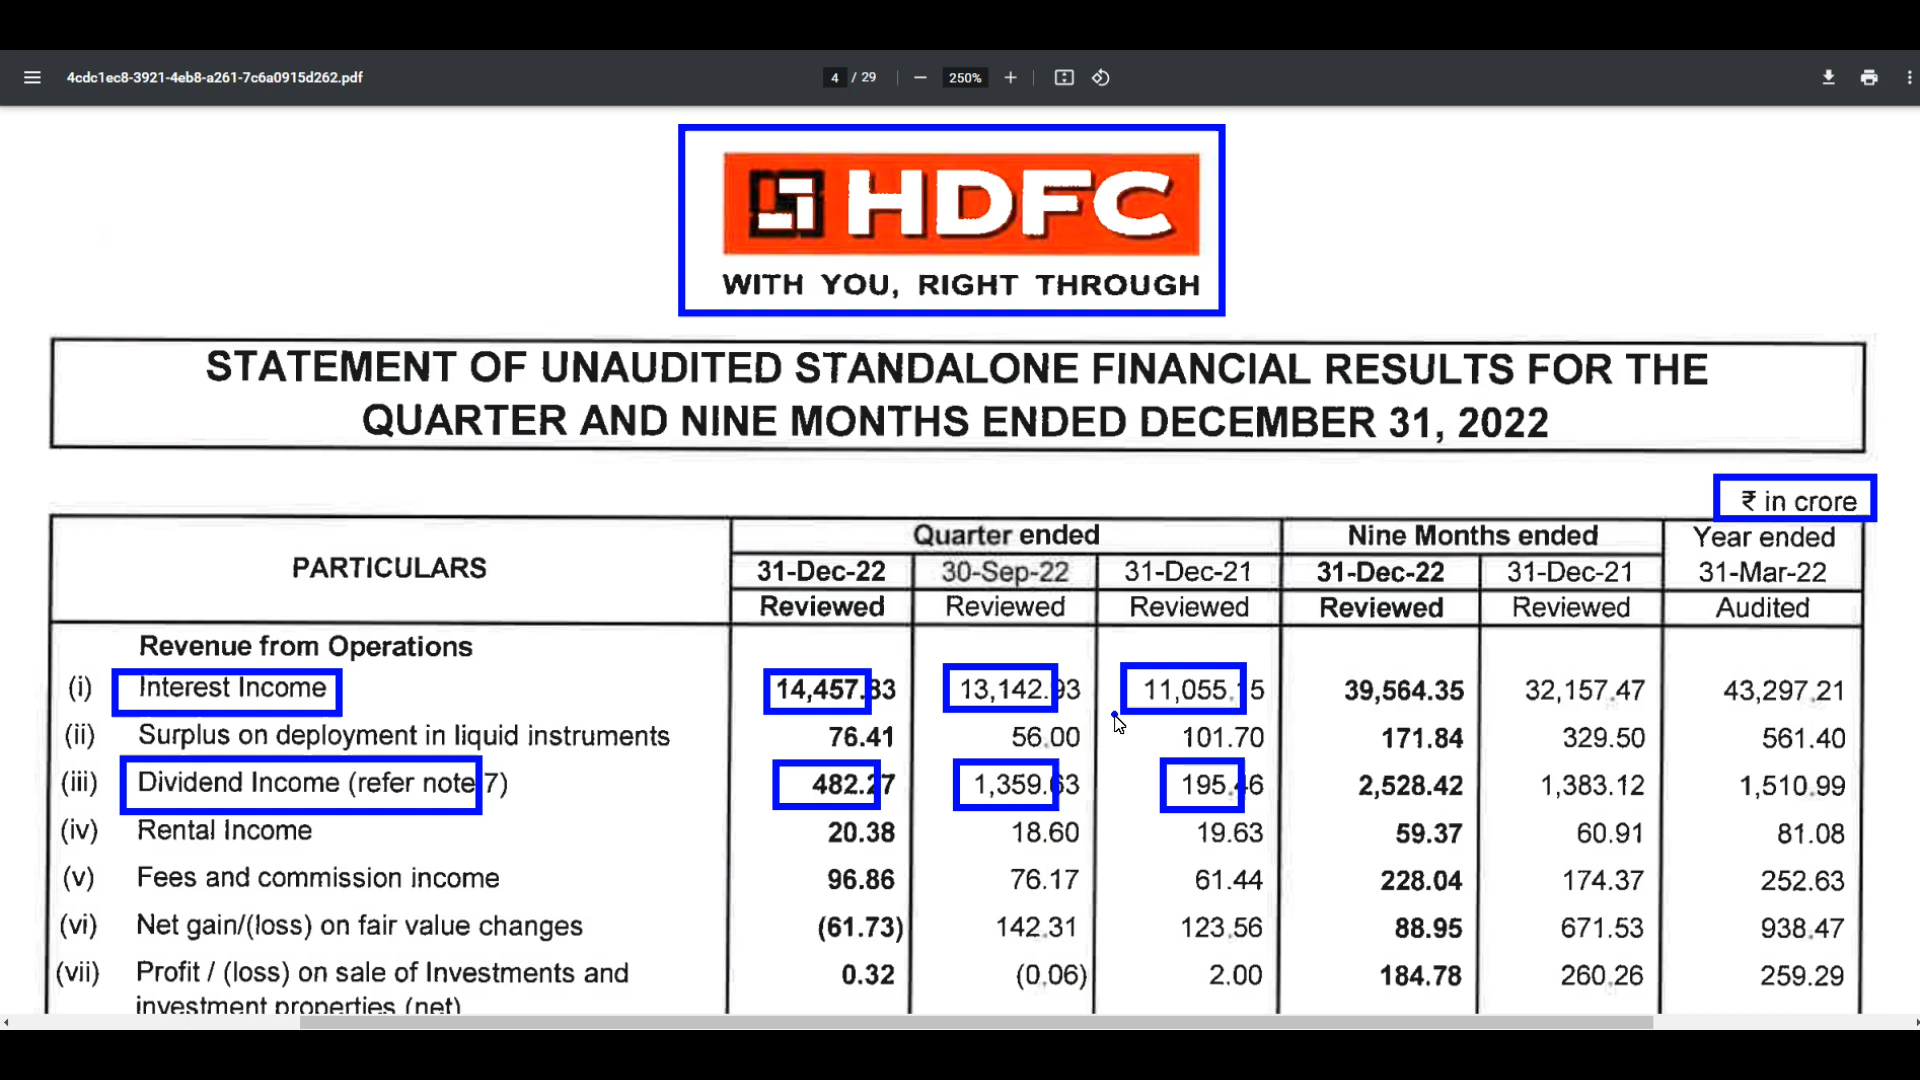 4cdc1ec8-3921-4eb8-a261-7c6a0915d262.pdf 4 / 29 250%
HDFC
WITH YOU, RIGHT THROUGH
STATEMENT OF UNAUDITED STANDALONE FINANCIAL RESULTS FOR THE
QUARTER AND NINE MONTHS ENDED DECEMBER 31, 2022
₹ in crore
PARTICULARS Quarter ended Nine Months ended Year ended
31-Dec-22 30-Sep-22 31-Dec-21 31-Dec-22 31-Dec-21 31-Mar-22
Reviewed Reviewed Reviewed Reviewed Reviewed Audited
Revenue from Operations
(i) Interest Income 14,457.83 13,142.93 11,055.15 39,564.35 32,157.47 43,297.21
(ii) Surplus on deployment in liquid instruments 76.41 56.00 101.70 171.84 329.50 561.40
(iii) Dividend Income (refer note 7) 482.27 1,359.63 195.46 2,528.42 1,383.12 1,510.99
(iv) Rental Income 20.38 18.60 19.63 59.37 60.91 81.08
(v) Fees and commission income 96.86 76.17 61.44 228.04 174.37 252.63
(vi) Net gain/(loss) on fair value changes (61.73) 142.31 123.56 88.95 671.53 938.47
(vii) Profit / (loss) on sale of Investments and 0.32 (0.06) 2.00 184.78 260.26 259.29
investment properties (net)